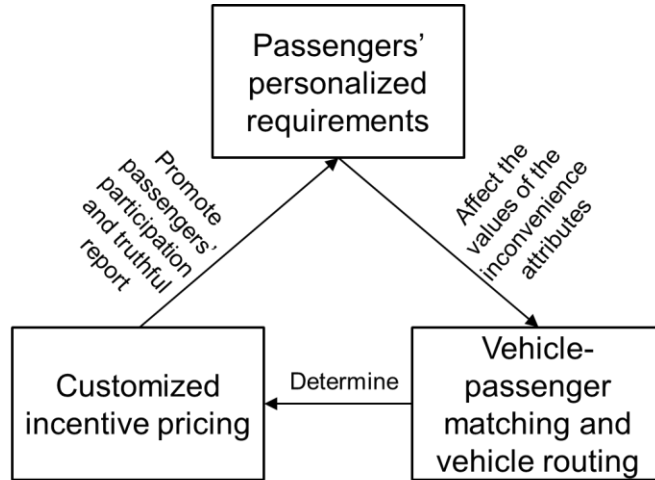 Passengers’
personalized
requirements
Promote
passengers’
participation
and truthful
report
Affect the
values of the
inconvenience
attributes
Customized
incentive pricing
Determine
Vehicle-
passenger
matching and
vehicle routing